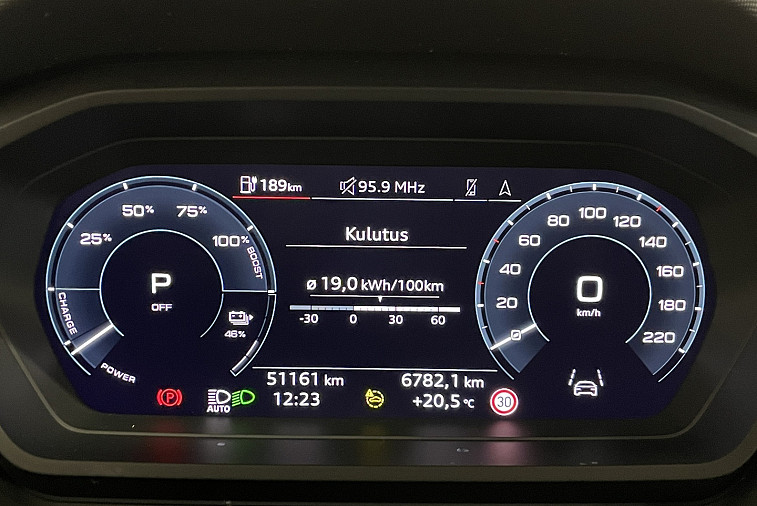 189km
95.9 MHz
25%
50%
75%
100%
BOOST
CHARGE
POWER
P
OFF
46%
Kulutus
ø 19,0 kWh/100km
-30 0 30 60
0
20
40
60
80
100
120
140
160
180
220
0
km/h
51161 km
6782,1 km
P
AUTO
12:23
+20,5 °C
30